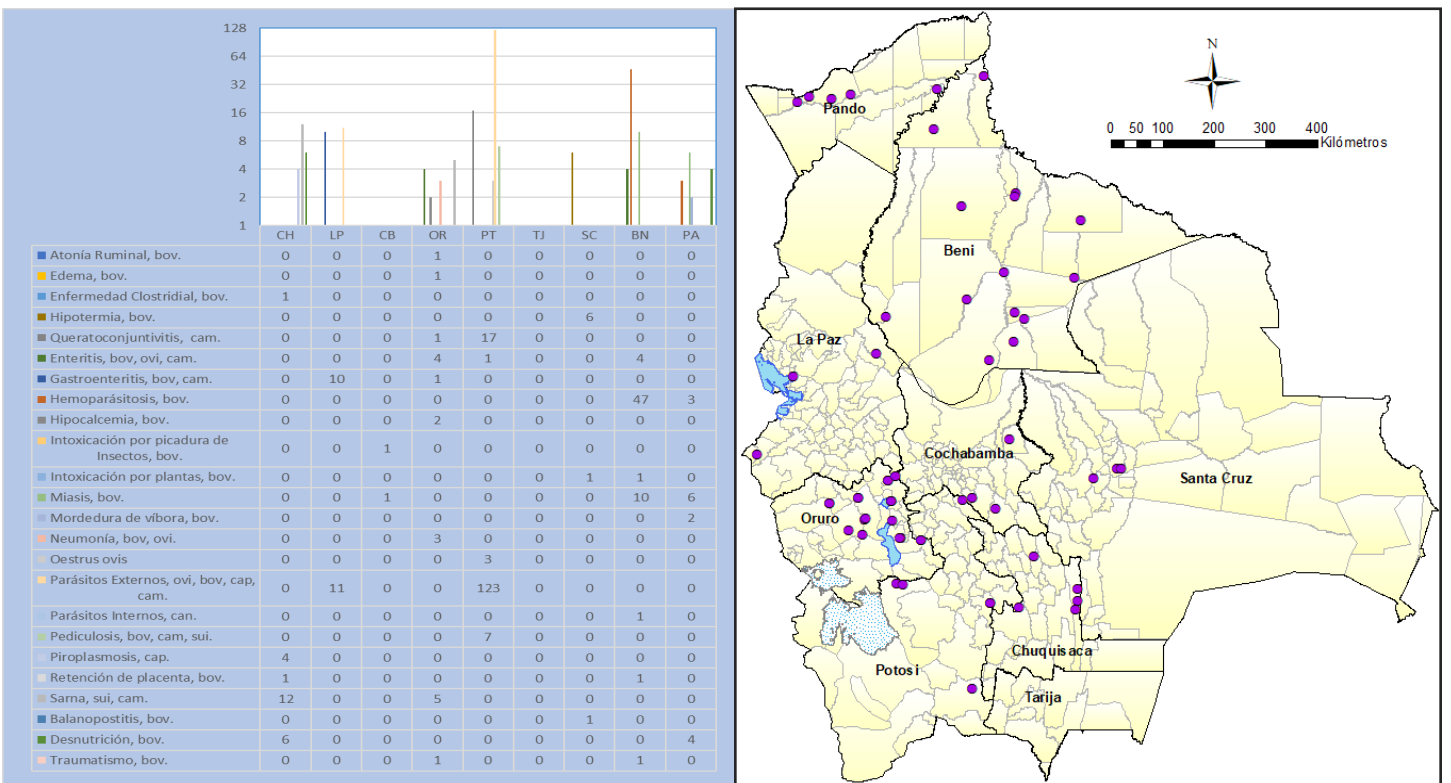 128
64
32
16
8
4
2
1
CH LP CB OR PT TJ SC BN PA
Atonía Ruminal, bov. 0 0 0 1 0 0 0 0 0
Edema, bov. 0 0 0 1 0 0 0 0 0
Enfermedad Clostridial, bov. 1 0 0 0 0 0 0 0 0
Hipotermia, bov. 0 0 0 0 0 0 6 0 0
Queratoconjuntivitis, cam. 0 0 0 1 17 0 0 0 0
Enteritis, bov, ovi, cam. 0 0 0 4 1 0 0 4 0
Gastroenteritis, bov, cam. 0 10 0 1 0 0 0 0 0
Hemoparásitosis, bov. 0 0 0 0 0 0 0 47 3
Hipocalcemia, bov. 0 0 0 2 0 0 0 0 0
Intoxicación por picadura de
Insectos, bov. 0 0 1 0 0 0 0 0 0
Intoxicación por plantas, bov. 0 0 0 0 0 0 1 1 0
Miasis, bov. 0 0 1 0 0 0 0 10 6
Mordedura de víbora, bov. 0 0 0 0 0 0 0 0 2
Neumonía, bov, ovi. 0 0 0 3 0 0 0 0 0
Oestrus ovis 0 0 0 0 3 0 0 0 0
Parásitos Externos, ovi, bov, cap,
cam. 0 11 0 0 123 0 0 0 0
Parásitos Internos, can. 0 0 0 0 0 0 0 1 0
Pediculosis, bov, cam, sui. 0 0 0 0 7 0 0 0 0
Piroplasmosis, cap. 4 0 0 0 0 0 0 0 0
Retención de placenta, bov. 1 0 0 0 0 0 0 1 0
Sarna, sui, cam. 12 0 0 5 0 0 0 0 0
Balanopostitis, bov. 0 0 0 0 0 0 1 0 0
Desnutrición, bov. 6 0 0 0 0 0 0 0 4
Traumatismo, bov. 0 0 0 1 0 0 0 1 0
N
0 50 100 200 300 400
Kilómetros
Pando
Beni
La Paz
Cochabamba
Santa Cruz
Oruro
Chuquisaca
Potosi
Tarija